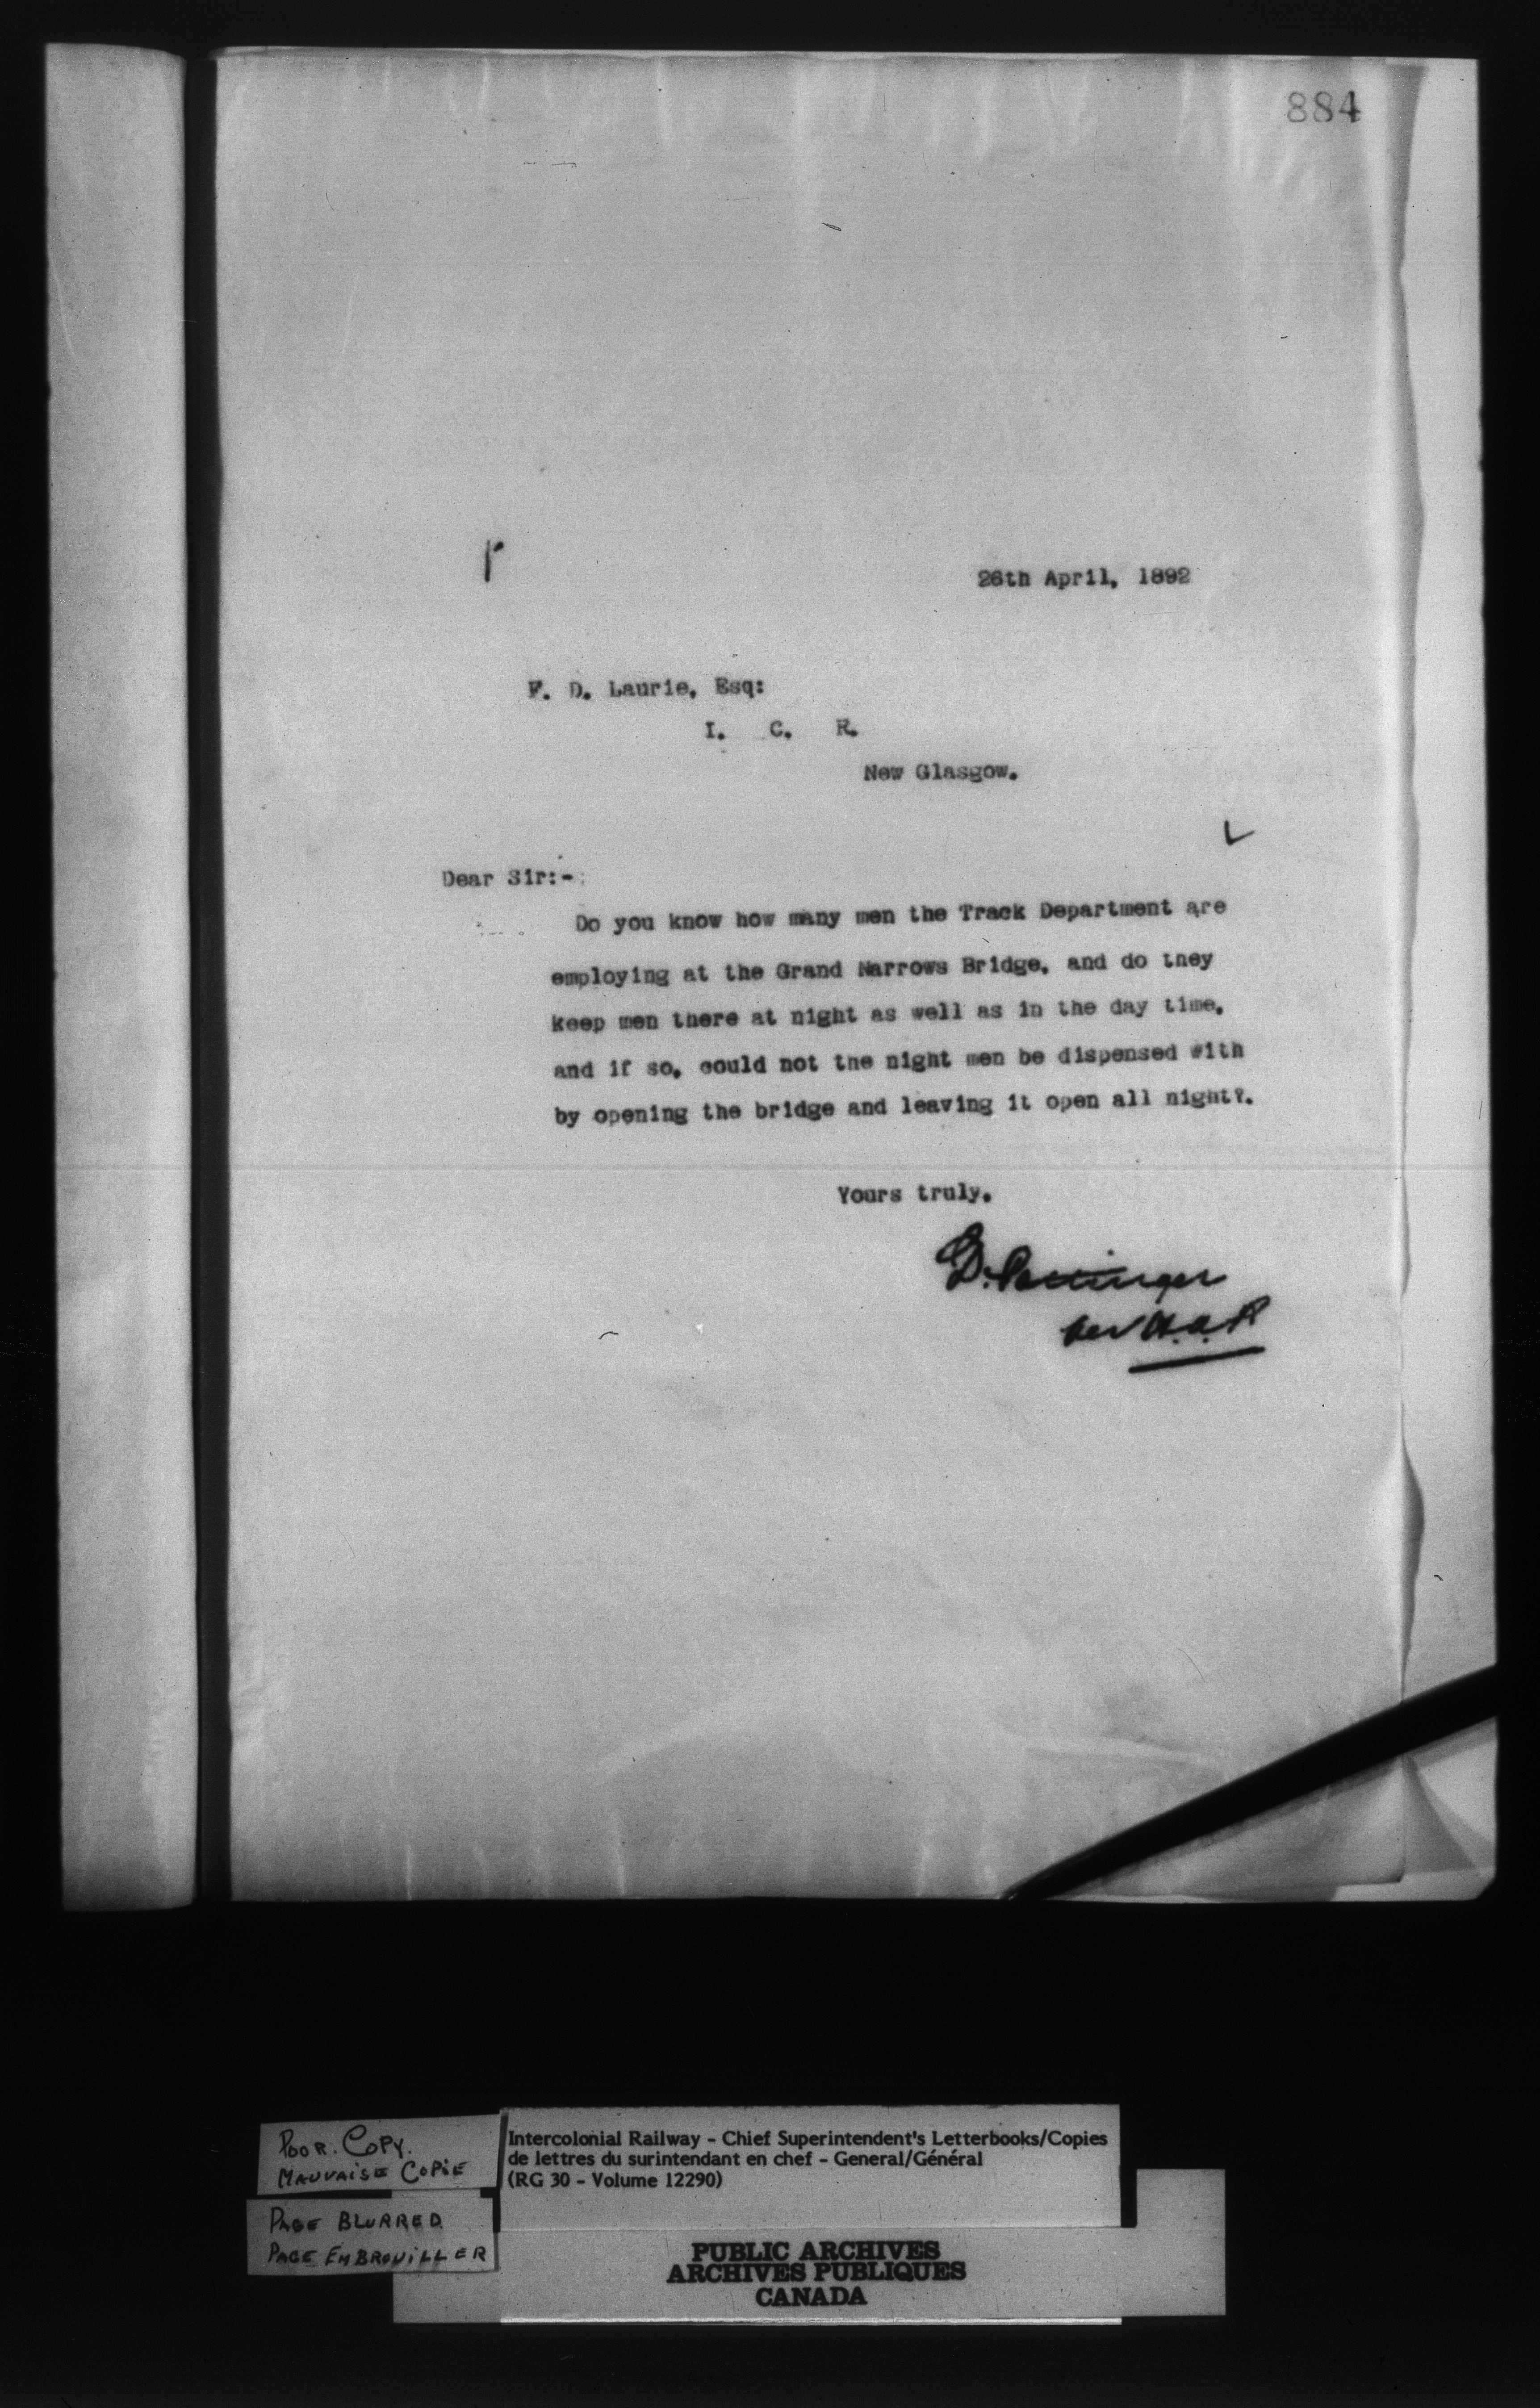 884
26th April, 1892
F. D. Laurie, Esq:
I. C. R.
New Glasgow.
Dear Sir:-
Do you know how many men the Track Department are
employing at the Grand Narrows Bridge, and do they
keep men there at night as well as in the day time,
and if so, could not the night men be dispensed with
by opening the bridge and leaving it open all night?.
Yours truly,
D. Pottinger
per
POOR. COPY.
MAUVAISE COPIE
PAGE BLURRED
PAGE EMBROUILLER
Intercolonial Railway - Chief Superintendent's Letterbooks/Copies
de lettres du surintendant en chef - General/Général
(RG 30 - Volume 12290)
PUBLIC ARCHIVES
ARCHIVES PUBLIQUES
CANADA